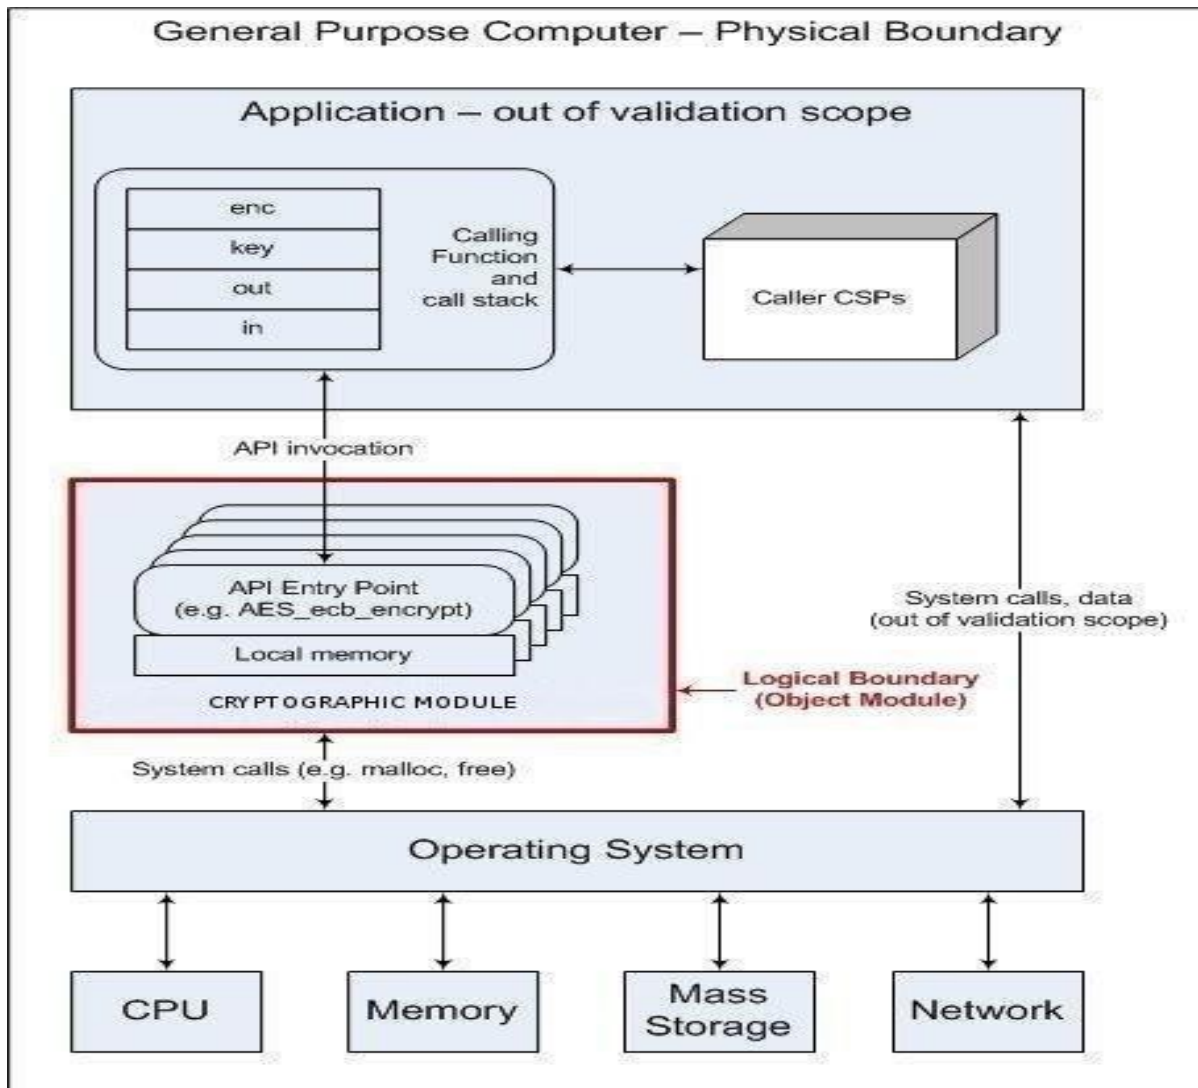 General Purpose Computer – Physical Boundary
Application – out of validation scope
enc
key
out
in
Calling
Function
and
call stack
Caller CSPs
API invocation
API Entry Point
(e.g. AES_ecb_encrypt)
Local memory
CRYPTOGRAPHIC MODULE
Logical Boundary
(Object Module)
System calls, data
(out of validation scope)
System calls (e.g. malloc, free)
Operating System
CPU
Memory
Mass
Storage
Network